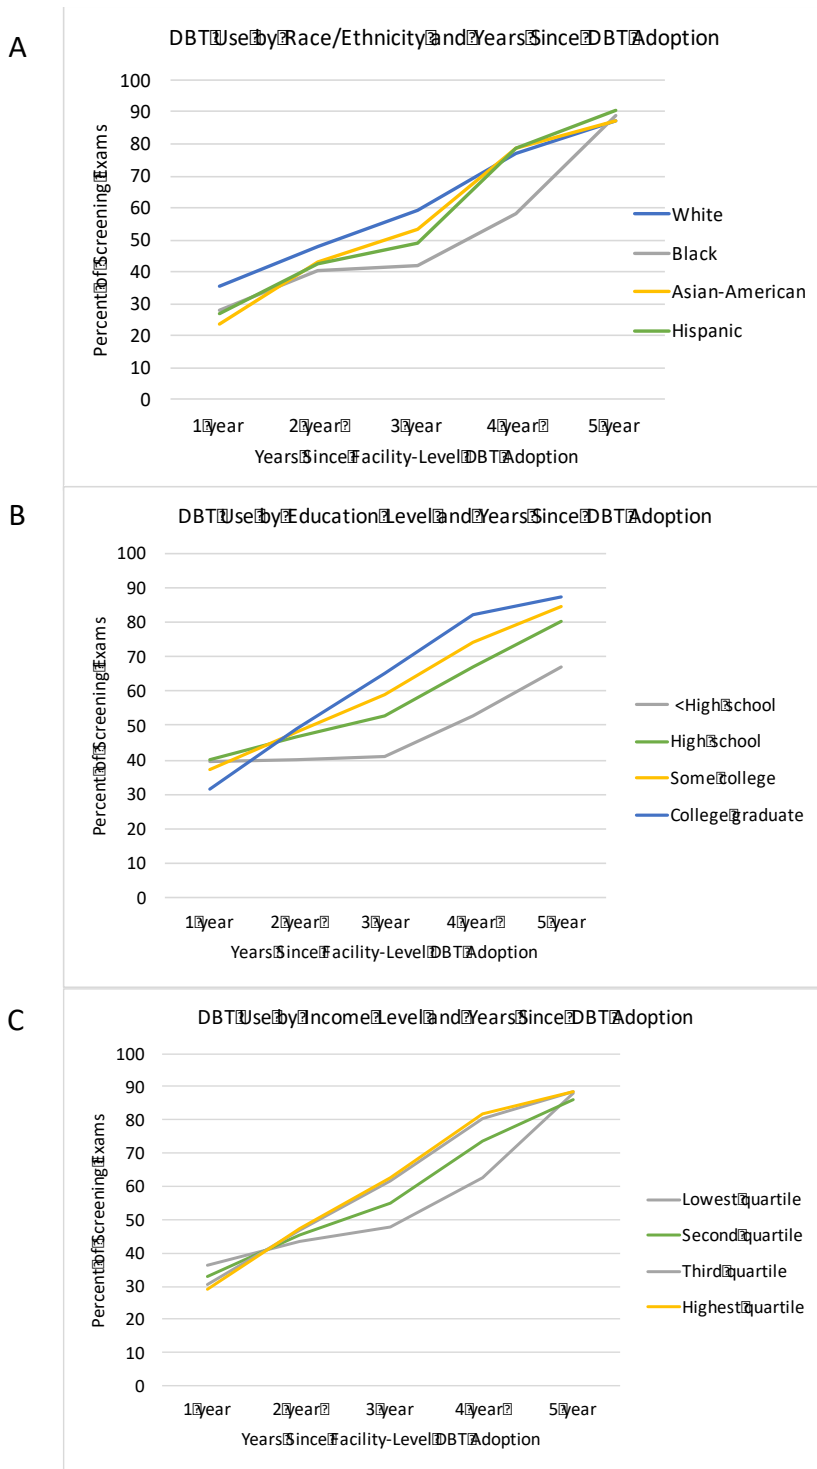 A
DBT⍰Use⍰by⍰Race/Ethnicity⍰and⍰Years⍰Since⍰DBT⍰Adoption
Percent⍰of⍰Screening⍰Exams
100
90
80
70
60
50
40
30
20
10
0
1⍰year
2⍰year⍰
3⍰year
4⍰year⍰
5⍰year
Years⍰Since⍰Facility-Level⍰DBT⍰Adoption
White
Black
Asian-American
Hispanic
B
DBT⍰Use⍰by⍰Education⍰Level⍰and⍰Years⍰Since⍰DBT⍰Adoption
Percent⍰of⍰Screening⍰Exams
100
90
80
70
60
50
40
30
20
10
0
1⍰year
2⍰year⍰
3⍰year
4⍰year⍰
5⍰year
Years⍰Since⍰Facility-Level⍰DBT⍰Adoption
<High⍰school
High⍰school
Some⍰college
College⍰graduate
C
DBT⍰Use⍰by⍰Income⍰Level⍰and⍰Years⍰Since⍰DBT⍰Adoption
Percent⍰of⍰Screening⍰Exams
100
90
80
70
60
50
40
30
20
10
0
1⍰year
2⍰year⍰
3⍰year
4⍰year⍰
5⍰year
Years⍰Since⍰Facility-Level⍰DBT⍰Adoption
Lowest⍰quartile
Second⍰quartile
Third⍰quartile
Highest⍰quartile